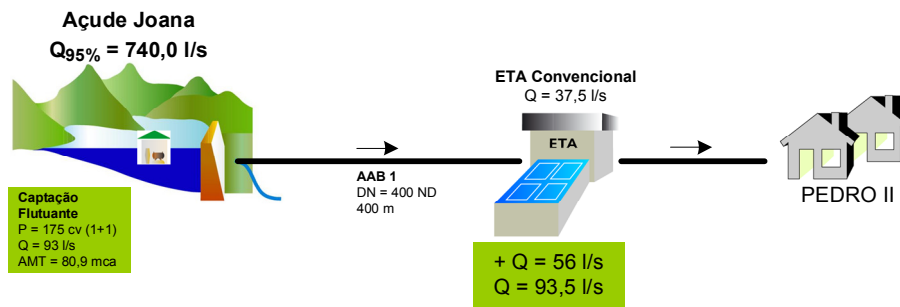 Açude Joana
Q95% = 740,0 l/s
ETA Convencional
Q = 37,5 l/s
ETA
AAB 1
DN = 400 ND
400 m
PEDRO II
Captação
Flutuante
P = 175 cv (1+1)
Q = 93 l/s
AMT = 80,9 mca
+ Q = 56 l/s
Q = 93,5 l/s